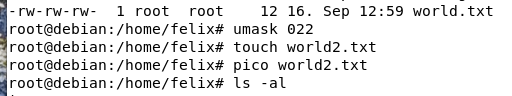 -rw-rw-rw-  1 root  root    12 16. Sep 12:59 world.txt
root@debian:/home/felix# umask 022
root@debian:/home/felix# touch world2.txt
root@debian:/home/felix# pico world2.txt
root@debian:/home/felix# ls -al